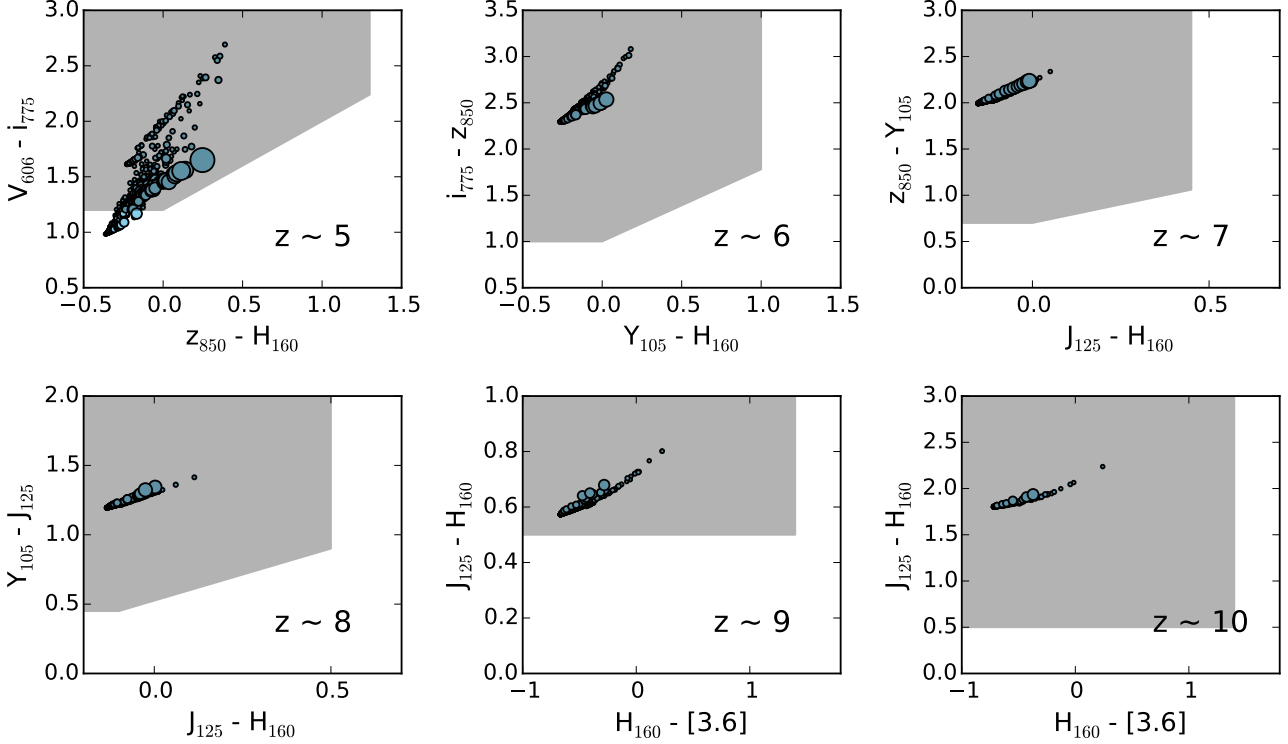 3.0
2.5
2.0
1.5
1.0
0.5
V606 - i775
−0.5 0.0 0.5 1.0 1.5
z850 - H160
z ~ 5
3.5
3.0
2.5
2.0
1.5
1.0
0.5
i775 - z850
−0.5 0.0 0.5 1.0 1.5
Y105 - H160
z ~ 6
3.0
2.5
2.0
1.5
1.0
0.5
0.0
z850 - Y105
0.0 0.5
J125 - H160
z ~ 7
2.0
1.5
1.0
0.5
0.0
Y105 - J125
0.0 0.5
J125 - H160
z ~ 8
1.0
0.8
0.6
0.4
0.2
0.0
J125 - H160
−1 0 1
H160 - [3.6]
z ~ 9
3.0
2.5
2.0
1.5
1.0
0.5
0.0
J125 - H160
−1 0 1
H160 - [3.6]
z ~ 10